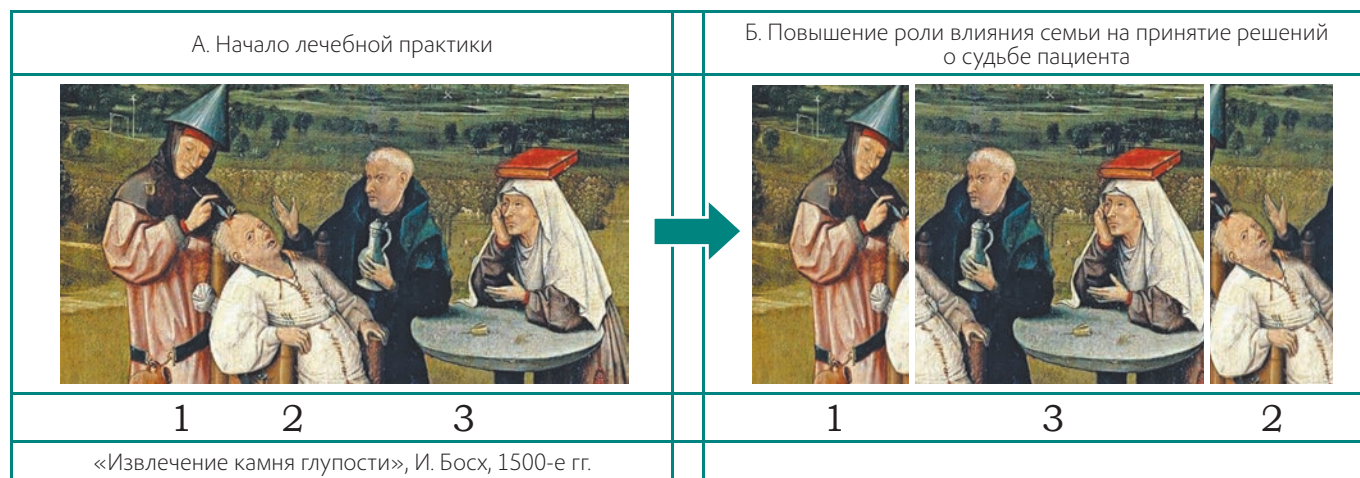 А. Начало лечебной практики
Б. Повышение роли влияния семьи на принятие решений
о судьбе пациента
1 2 3
1 3 2
«Извлечение камня глупости», И. Босх, 1500-е гг.